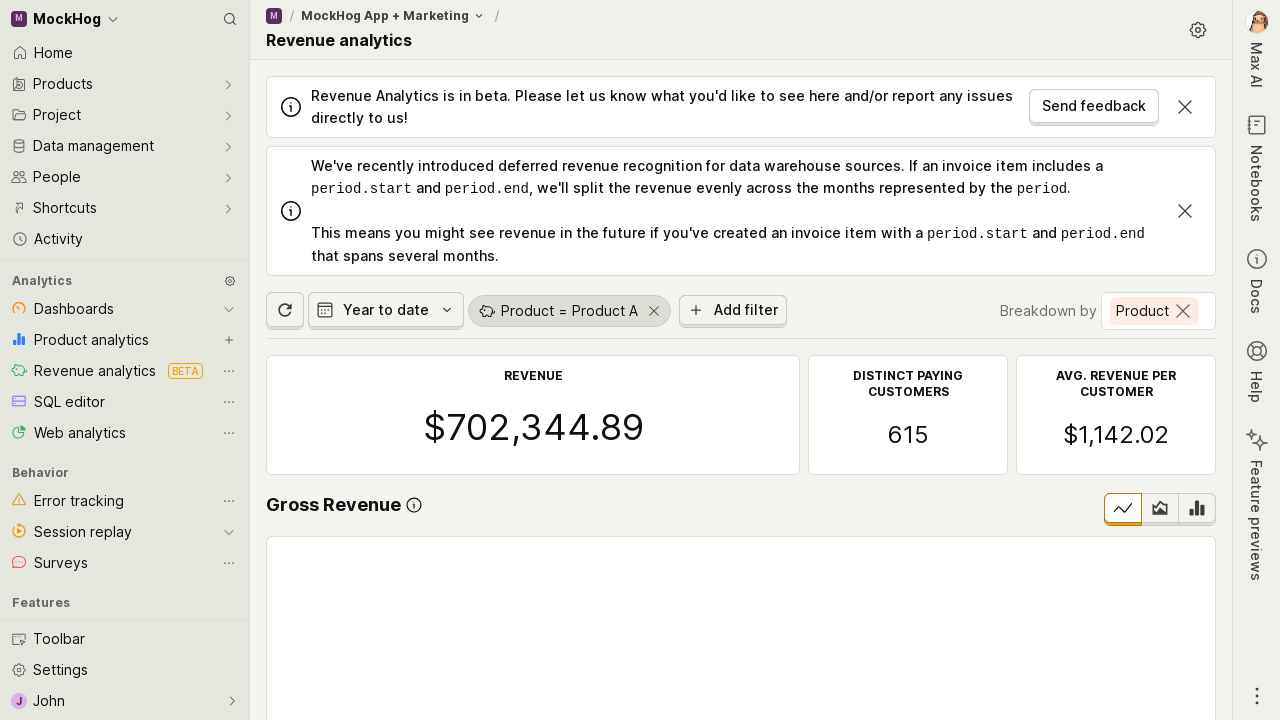 M MockHog
Home
Products
Project
Data management
People
Shortcuts
Activity
Analytics
Dashboards
Product analytics
Revenue analytics BETA
SQL editor
Web analytics
Behavior
Error tracking
Session replay
Surveys
Features
Toolbar
Settings
J John
M / MockHog App + Marketing /
Revenue analytics
Revenue Analytics is in beta. Please let us know what you'd like to see here and/or report any issues
directly to us!
Send feedback
We've recently introduced deferred revenue recognition for data warehouse sources. If an invoice item includes a
period.start and period.end, we'll split the revenue evenly across the months represented by the period.
This means you might see revenue in the future if you've created an invoice item with a period.start and period.end
that spans several months.
Year to date
Product = Product A
Add filter
Breakdown by
Product
REVENUE
$702,344.89
DISTINCT PAYING
CUSTOMERS
615
AVG. REVENUE PER
CUSTOMER
$1,142.02
Gross Revenue
Max AI
Notebooks
Docs
Help
Feature previews